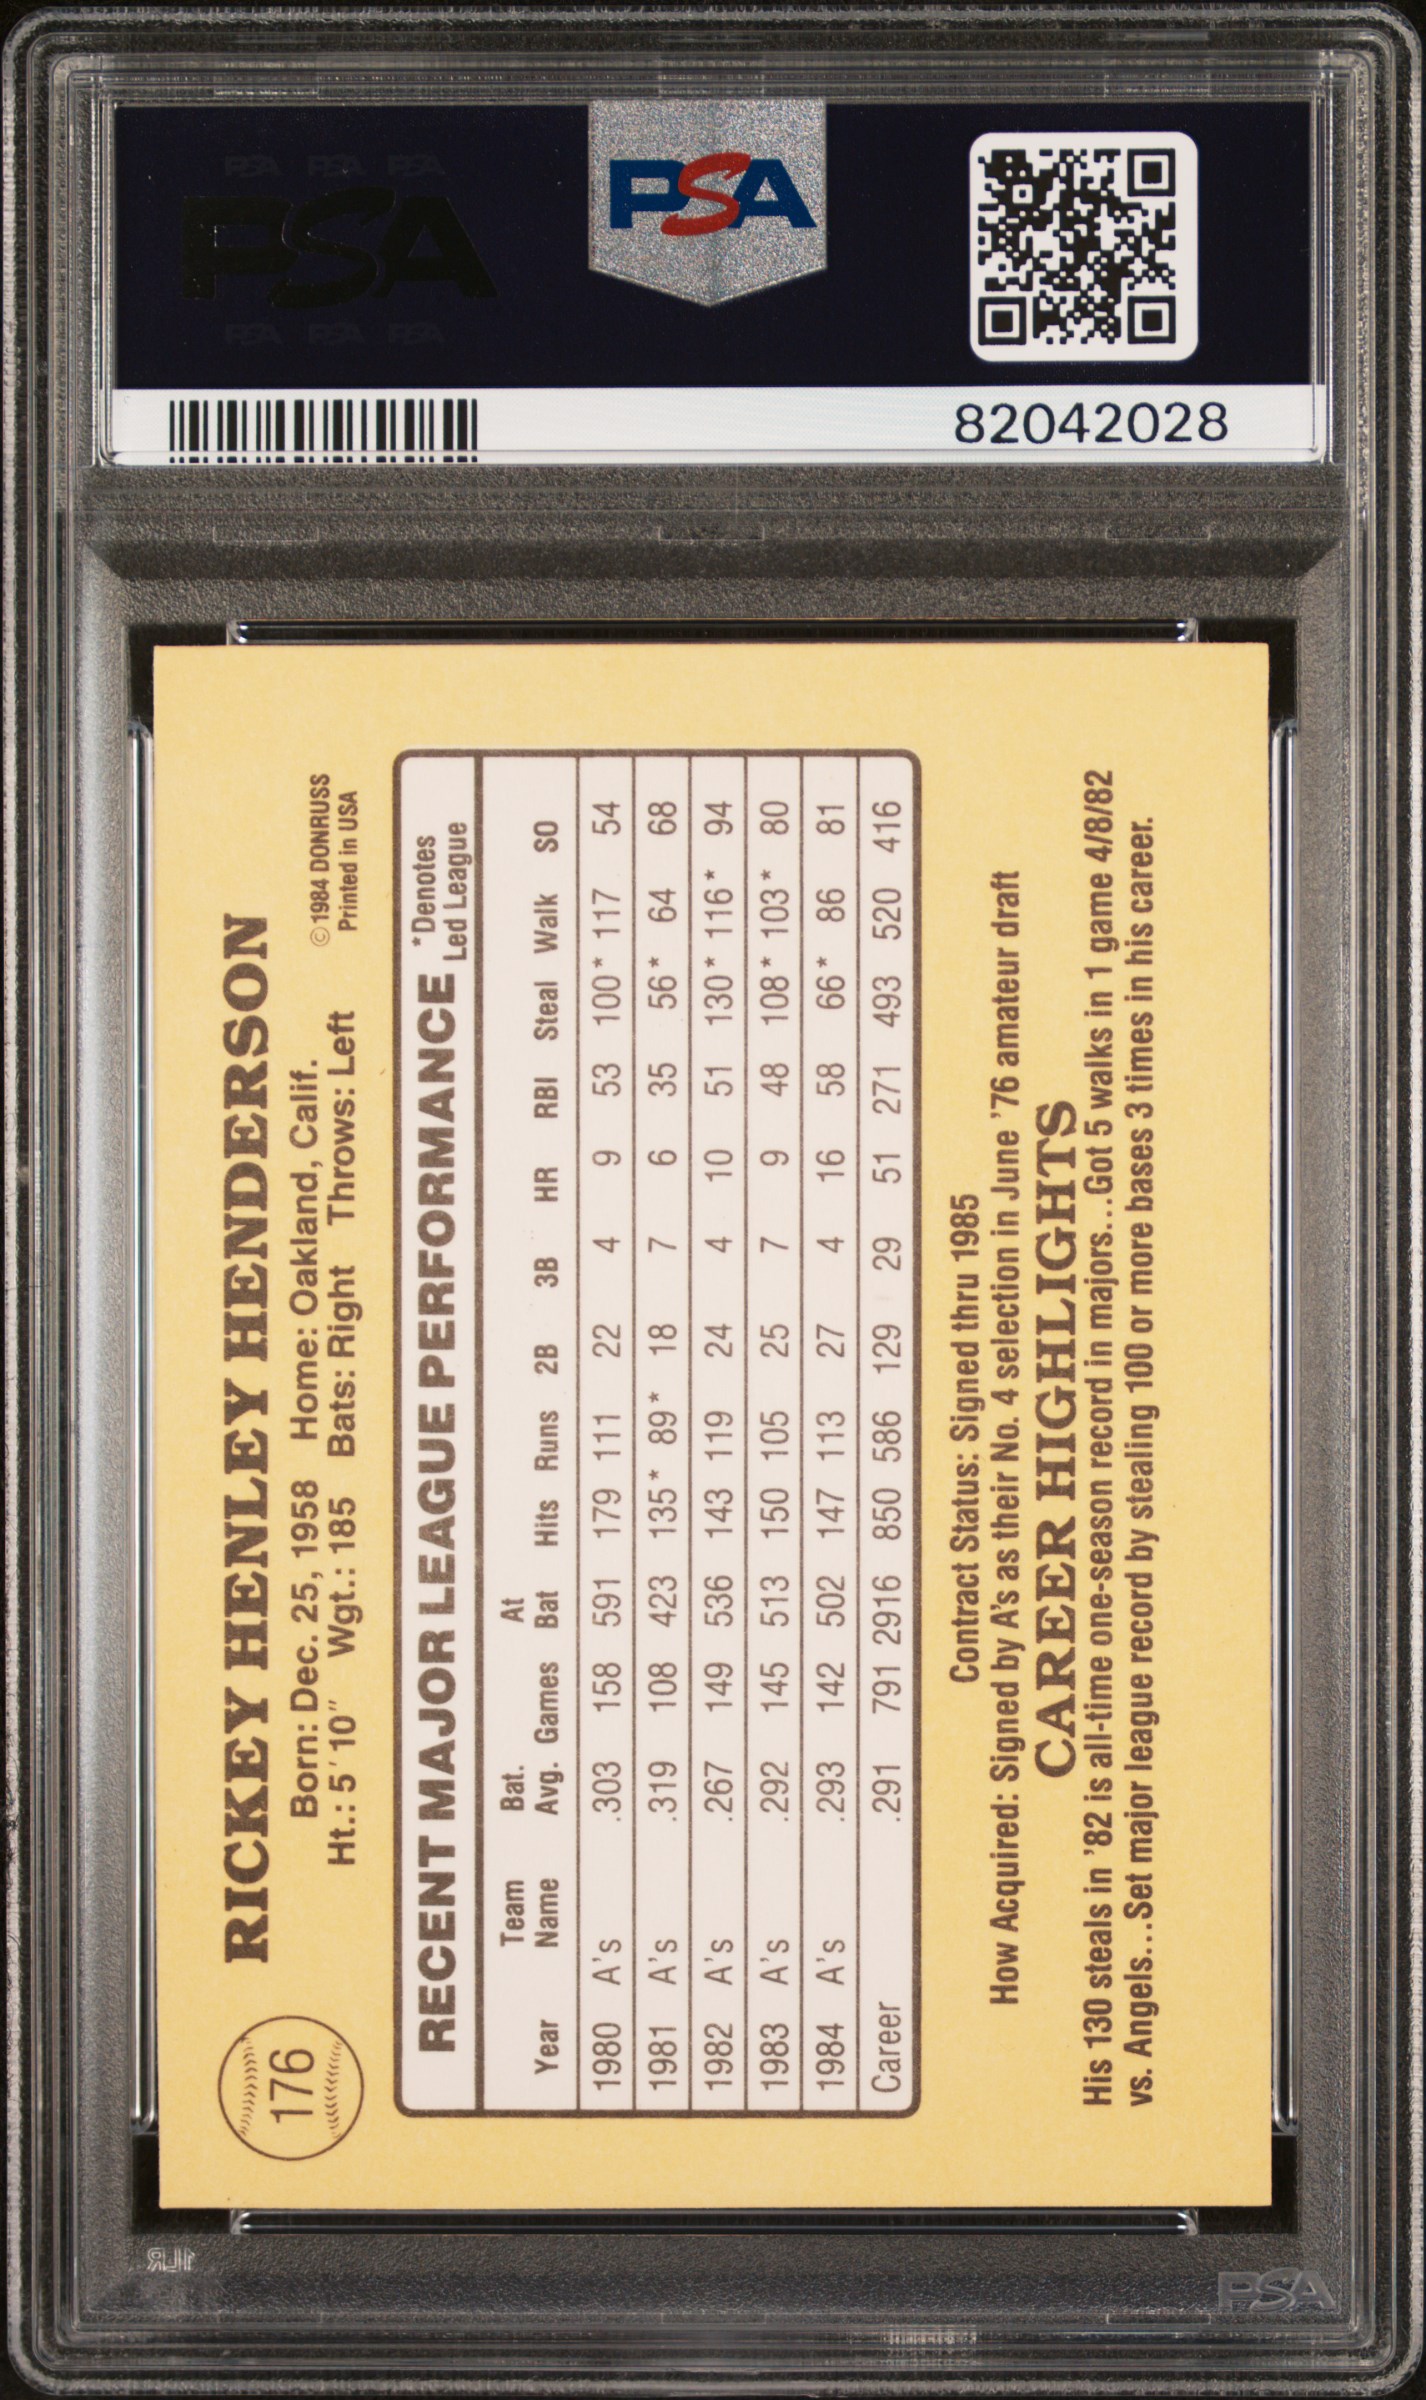 PSA PSA PSA
PSA
PSA PSA PSA
PSA
82042028
176
RICKEY HENLEY HENDERSON
Born: Dec. 25, 1958 Home: Oakland, Calif. ©1984 DONRUSS
Ht.: 5′10″ Wgt.: 185 Bats: Right Throws: Left Printed in USA
RECENT MAJOR LEAGUE PERFORMANCE *Denotes
Led League
Team Bat. At
Year Name Avg. Games Bat Hits Runs 2B 3B HR RBI Steal Walk SO
1980 A's .303 158 591 179 111 22 4 9 53 100* 117 54
1981 A's .319 108 423 135* 89* 18 7 6 35 56* 64 68
1982 A's .267 149 536 143 119 24 4 10 51 130* 116* 94
1983 A's .292 145 513 150 105 25 7 9 48 108* 103* 80
1984 A's .293 142 502 147 113 27 4 16 58 66* 86 81
Career .291 791 2916 850 586 129 29 51 271 493 520 416
Contract Status: Signed thru 1985
How Acquired: Signed by A's as their No. 4 selection in June '76 amateur draft
CAREER HIGHLIGHTS
His 130 steals in '82 is all-time one-season record in majors...Got 5 walks in 1 game 4/8/82
vs. Angels...Set major league record by stealing 100 or more bases 3 times in his career.
1LR
PSA